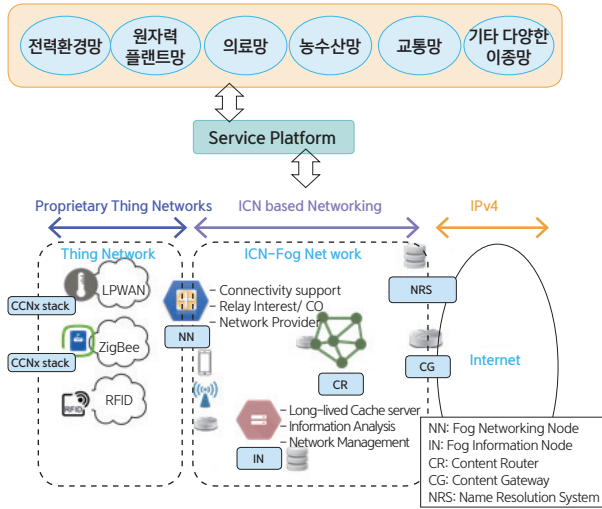 전력환경망
원자력
플랜트망
의료망
농수산망
교통망
기타 다양한
이종망
Service Platform
Proprietary Thing Networks
ICN based Networking
IPv4
Thing Network
ICN-Fog Net work
LPWAN
CCNx stack
ZigBee
CCNx stack
RFID
RFID
NN
- Connectivity support
- Relay Interest/ CO
- Network Provider
NRS
CR
CG
Internet
- Long-lived Cache server
- Information Analysis
- Network Management
IN
NN: Fog Networking Node
IN: Fog Information Node
CR: Content Router
CG: Content Gateway
NRS: Name Resolution System